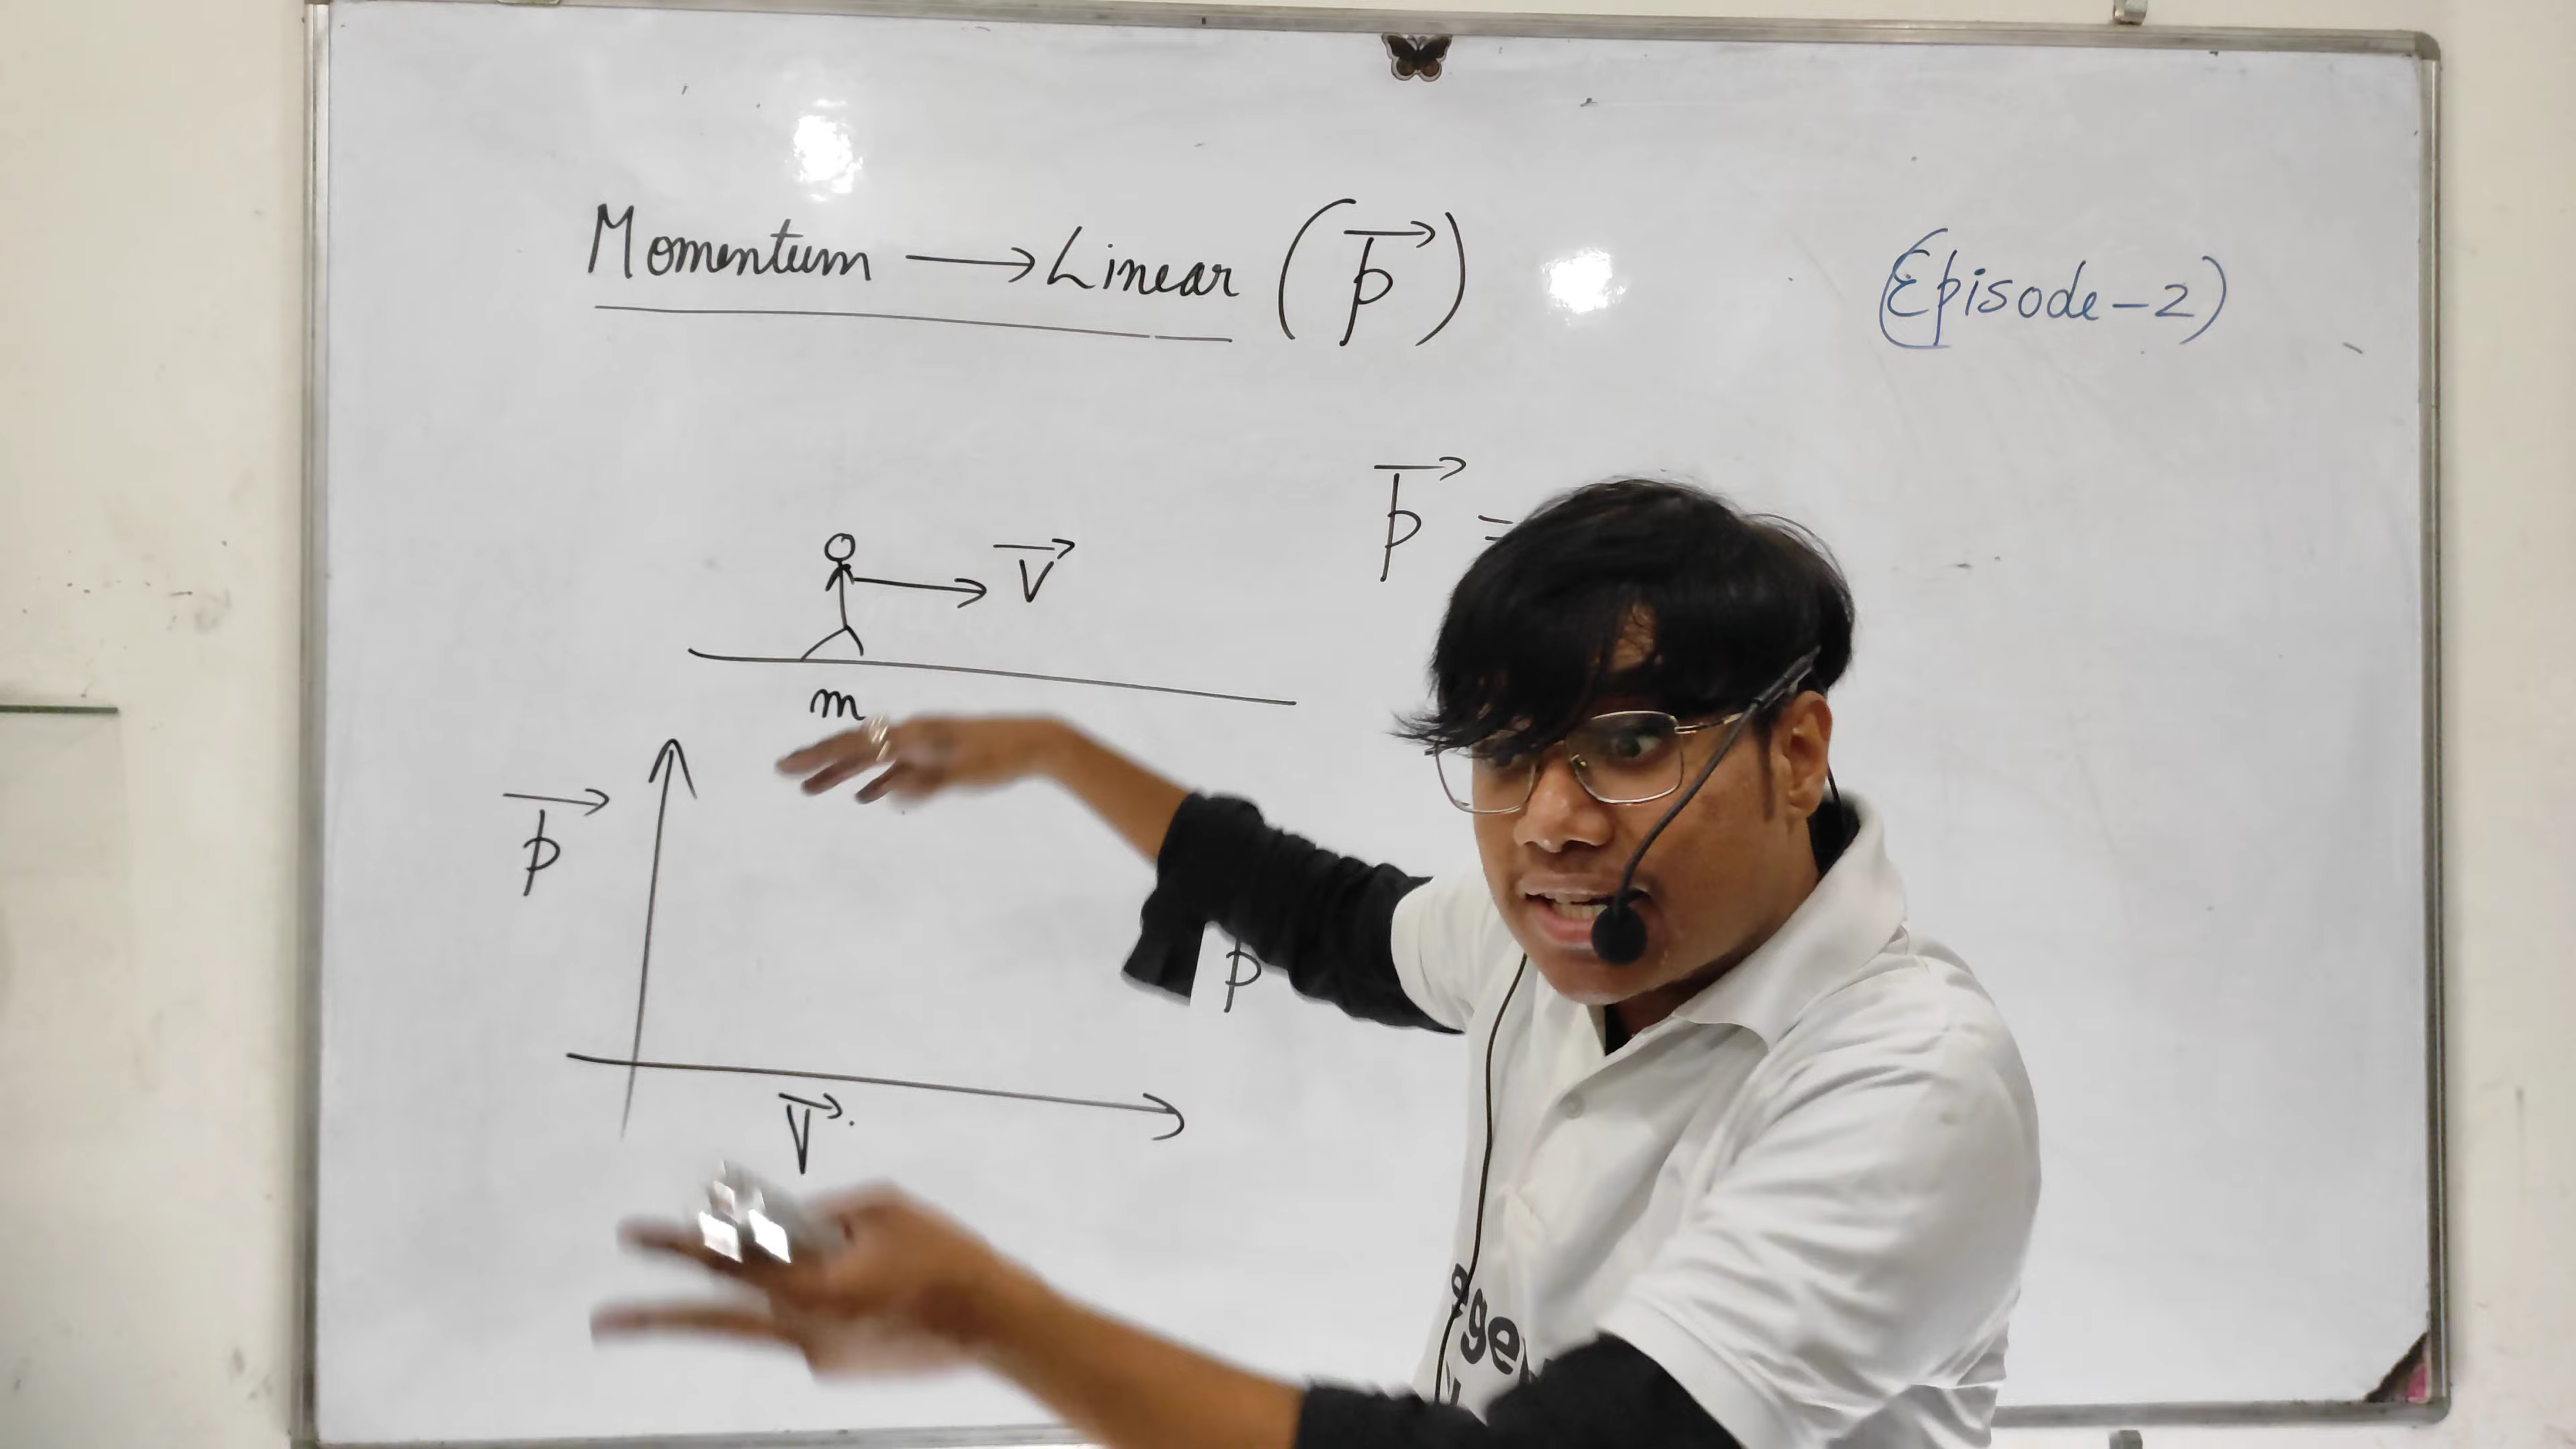 Momentum → Linear (p⃗)
(Episode-2)
p⃗ =
v⃗
m
p⃗
p
v⃗